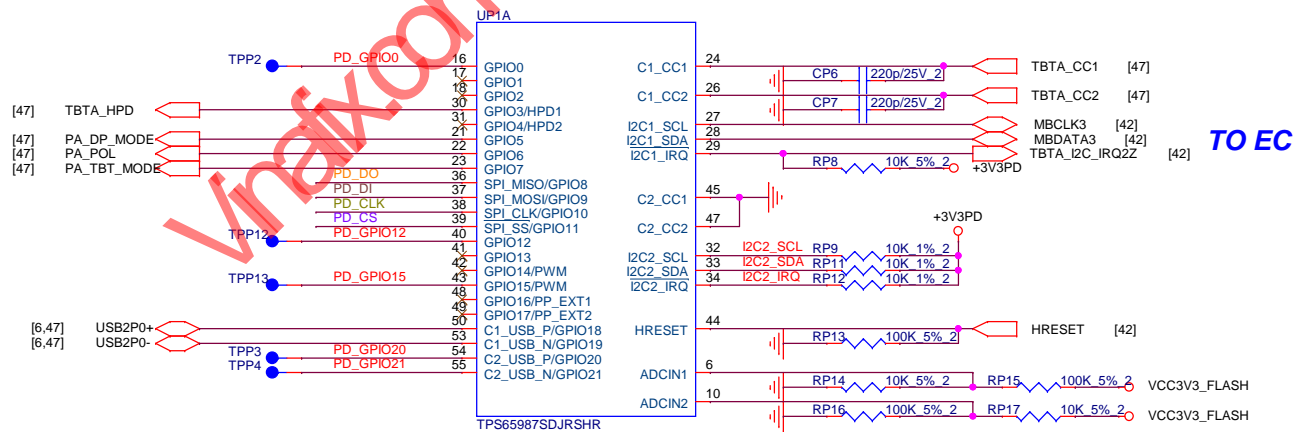 UP1A
TPP2 PD_GPIO0 16 GPIO0 C1_CC1 24 CP6 220p/25V_2 TBTA_CC1 [47]
17 GPIO1
18 GPIO2 C1_CC2 26 CP7 220p/25V_2 TBTA_CC2 [47]
[47] TBTA_HPD 30 GPIO3/HPD1
31 GPIO4/HPD2 I2C1_SCL 27 MBCLK3 [42]
[47] PA_DP_MODE 21 GPIO5 I2C1_SDA 28 MBDATA3 [42]
TO EC
[47] PA_POL 22 GPIO6 I2C1_IRQ 29 TBTA_I2C_IRQ2Z [42]
[47] PA_TBT_MODE 23 GPIO7 RP8 10K_5%_2 +3V3PD
PD_DO 36 SPI_MISO/GPIO8
PD_DI 37 SPI_MOSI/GPIO9 C2_CC1 45
PD_CLK 38 SPI_CLK/GPIO10
PD_CS 39 SPI_SS/GPIO11 C2_CC2 47
+3V3PD
TPP12 PD_GPIO12 40 GPIO12
41 GPIO13 I2C2_SCL 32 I2C2_SCL RP9 10K_1%_2
42 GPIO14/PWM I2C2_SDA 33 I2C2_SDA RP11 10K_1%_2
TPP13 PD_GPIO15 43 GPIO15/PWM I2C2_IRQ 34 I2C2_IRQ RP12 10K_1%_2
48 GPIO16/PP_EXT1
49 GPIO17/PP_EXT2
[6,47] USB2P0+ 50 C1_USB_P/GPIO18 HRESET 44 HRESET [42]
[6,47] USB2P0- 53 C1_USB_N/GPIO19 RP13 100K_5%_2
TPP3 PD_GPIO20 54 C2_USB_P/GPIO20
TPP4 PD_GPIO21 55 C2_USB_N/GPIO21 ADCIN1 6
RP14 10K_5%_2 RP15 100K_5%_2 VCC3V3_FLASH
ADCIN2 10
RP16 100K_5%_2 RP17 10K_5%_2 VCC3V3_FLASH
TPS65987SDJRSHR
Vinafix.com